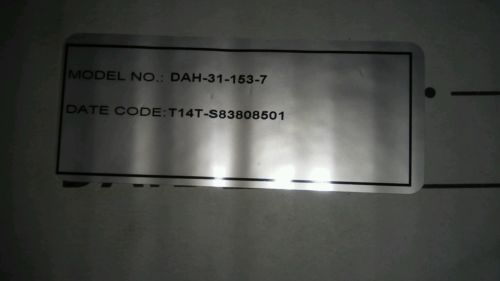 MODEL NO.: DAH-31-153-7
DATE CODE: T14T-S83808501